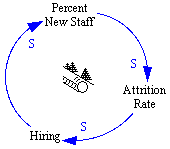 Percent
New Staff
S
S
Attrition
Rate
Hiring
S